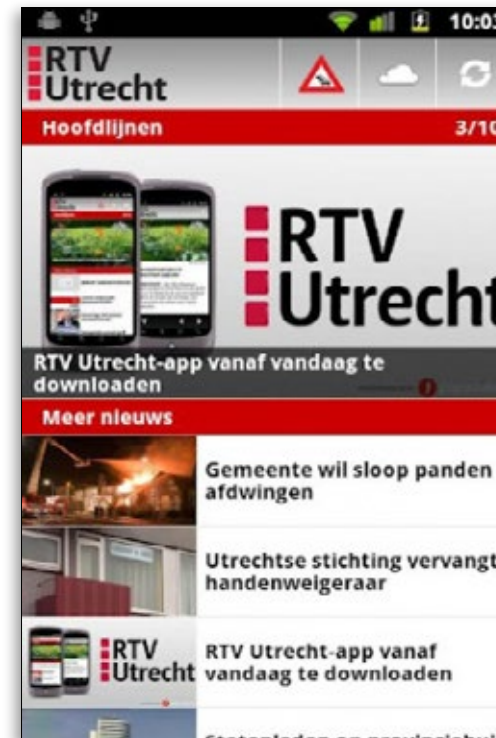 10:03
RTV
Utrecht
Hoofdlijnen 3/10
RTV
Utrecht
RTV Utrecht-app vanaf vandaag te
downloaden
Meer nieuws
Gemeente wil sloop panden
afdwingen
Utrechtse stichting vervangt
handenweigeraar
RTV
Utrecht
RTV Utrecht-app vanaf
vandaag te downloaden